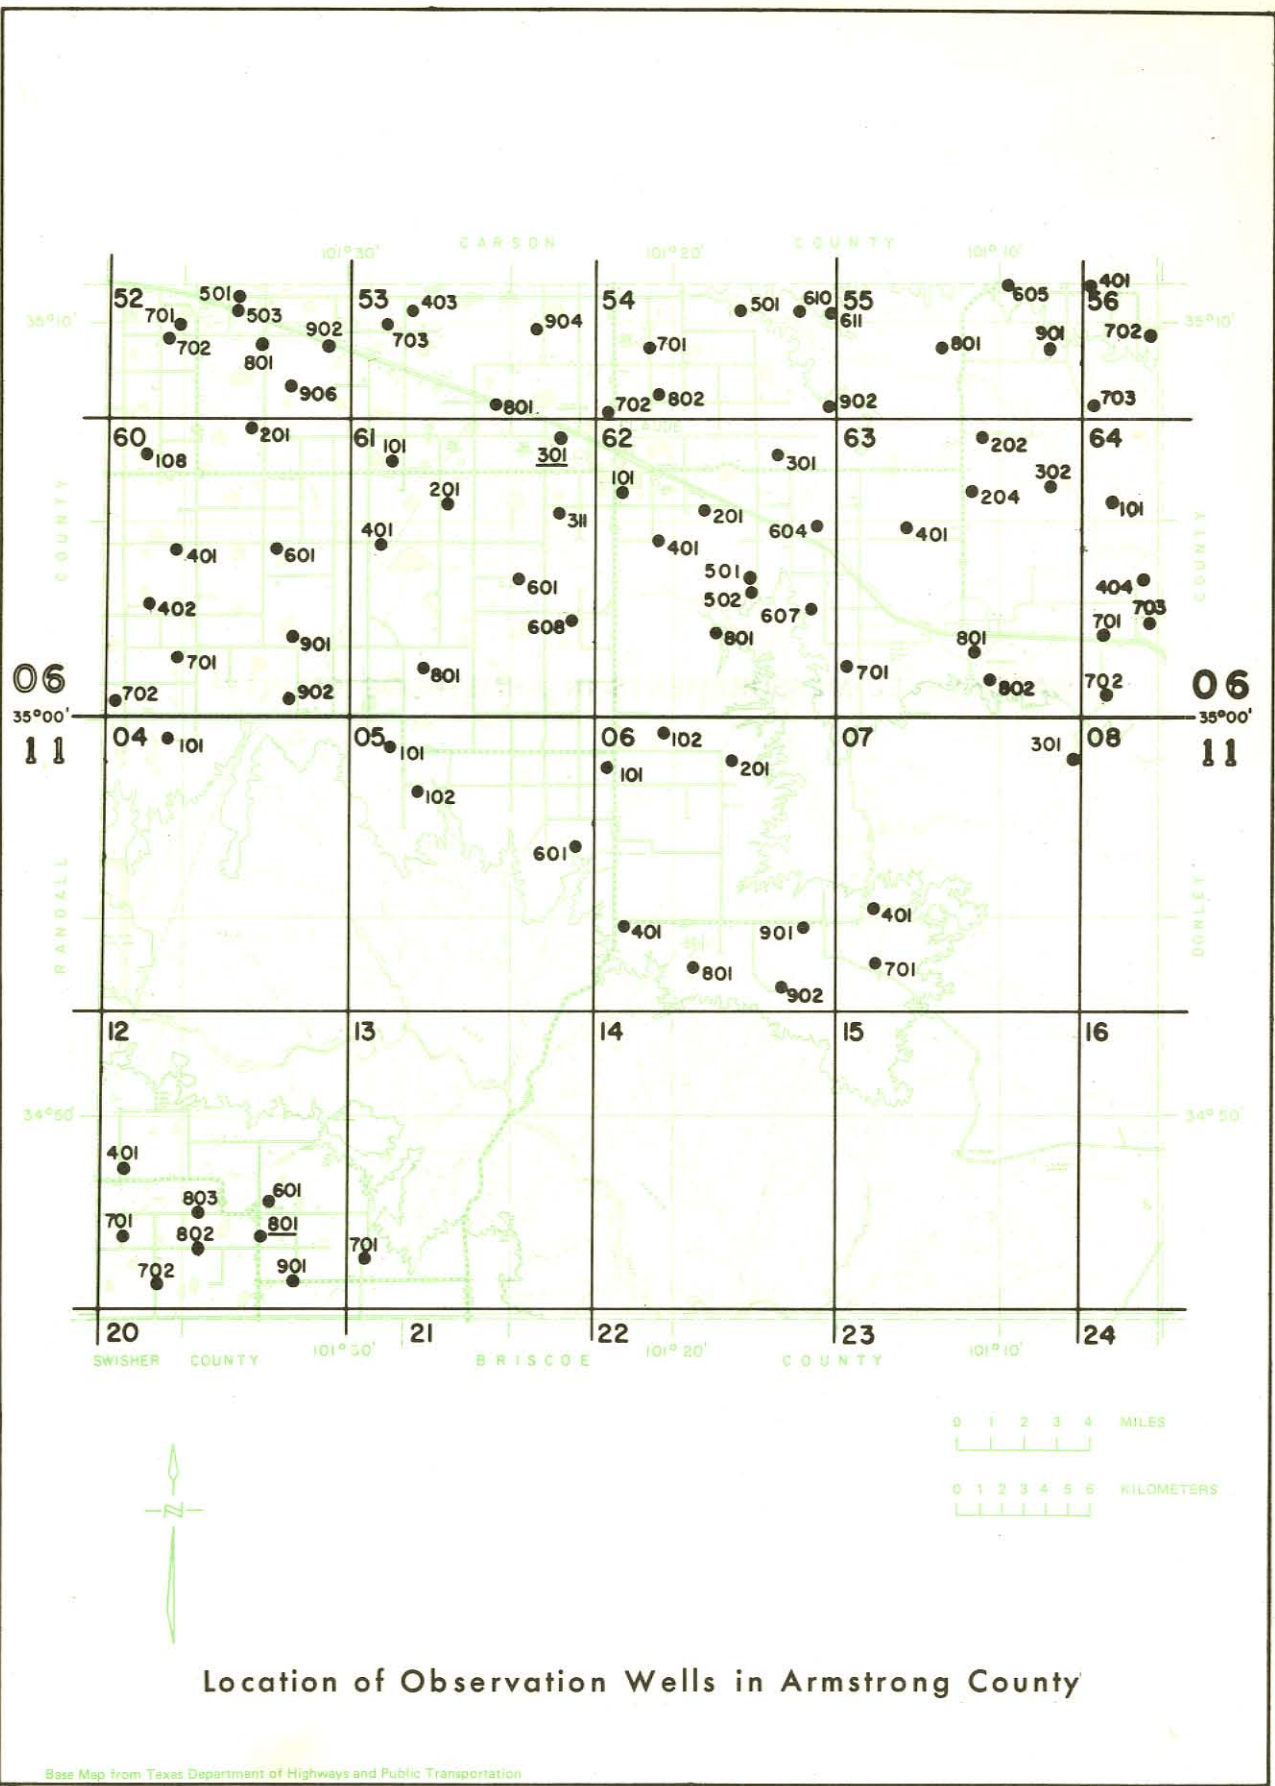 CARSON COUNTY
101°30' 101°20' 101°10'
52 501 53 403 54 501 610 55 605 401
56
35°10' 701 503 902 703 904 611 901 702 35°10'
702 801 701 801
906 801 702 802 902 703
CLAUDE
60 201 61 101 301 62 301 63 202 64
108 101 302
201 204 101
COUNTY 401 311 201 604 401 COUNTY
401 601 401
601 501 404
402 502 607 703
901 608 801 801 701
701 801 701 802 702
06 702 902 06
35°00' 35°00'
11 04 101 05 101 06 102 07 301 08 11
101 201
102
601
RANDALL DONLEY
401 901 401
801 902 701
12 13 14 15 16
34°50' 34°50'
401
803 601
701 802 801 701
702 901
20 21 22 23 24
SWISHER COUNTY 101°30' BRISCOE 101°20' COUNTY 101°10'
0 1 2 3 4 MILES
0 1 2 3 4 5 6 KILOMETERS
N
Location of Observation Wells in Armstrong County
Base Map from Texas Department of Highways and Public Transportation